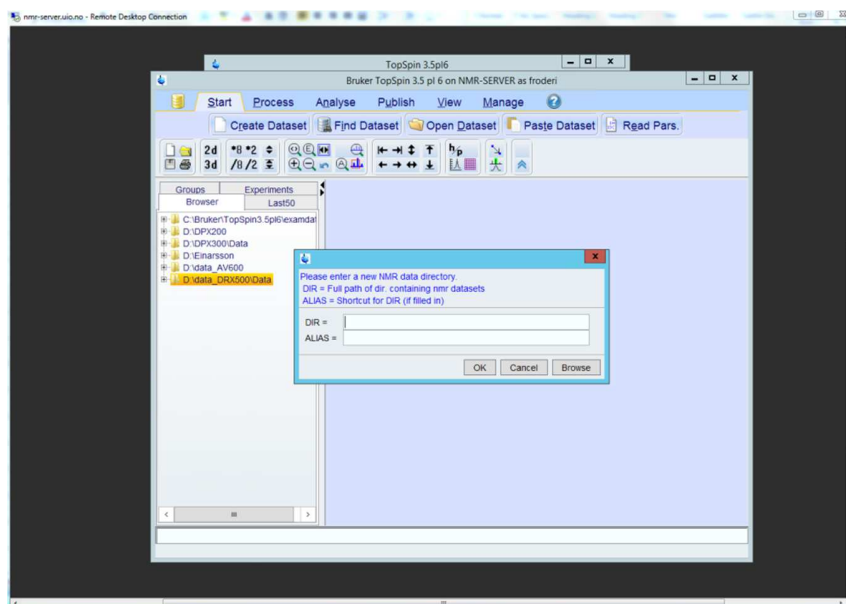 nmr-server.uio.no - Remote Desktop Connection
TopSpin 3.5pl6
Bruker TopSpin 3.5 pl 6 on NMR-SERVER as froderi
Start Process Analyse Publish View Manage
Create Dataset Find Dataset Open Dataset Paste Dataset Read Pars.
2d *8 *2
3d /8 /2
Groups Experiments
Browser Last50
C:\Bruker\TopSpin3.5pl6\examdat
D:\DPX200
D:\DPX300\Data
D:\Einarsson
D:\data_AV600
D:\data_DRX500\Data
Please enter a new NMR data directory.
DIR = Full path of dir. containing nmr datasets
ALIAS = Shortcut for DIR (if filled in)
DIR =
ALIAS =
OK Cancel Browse